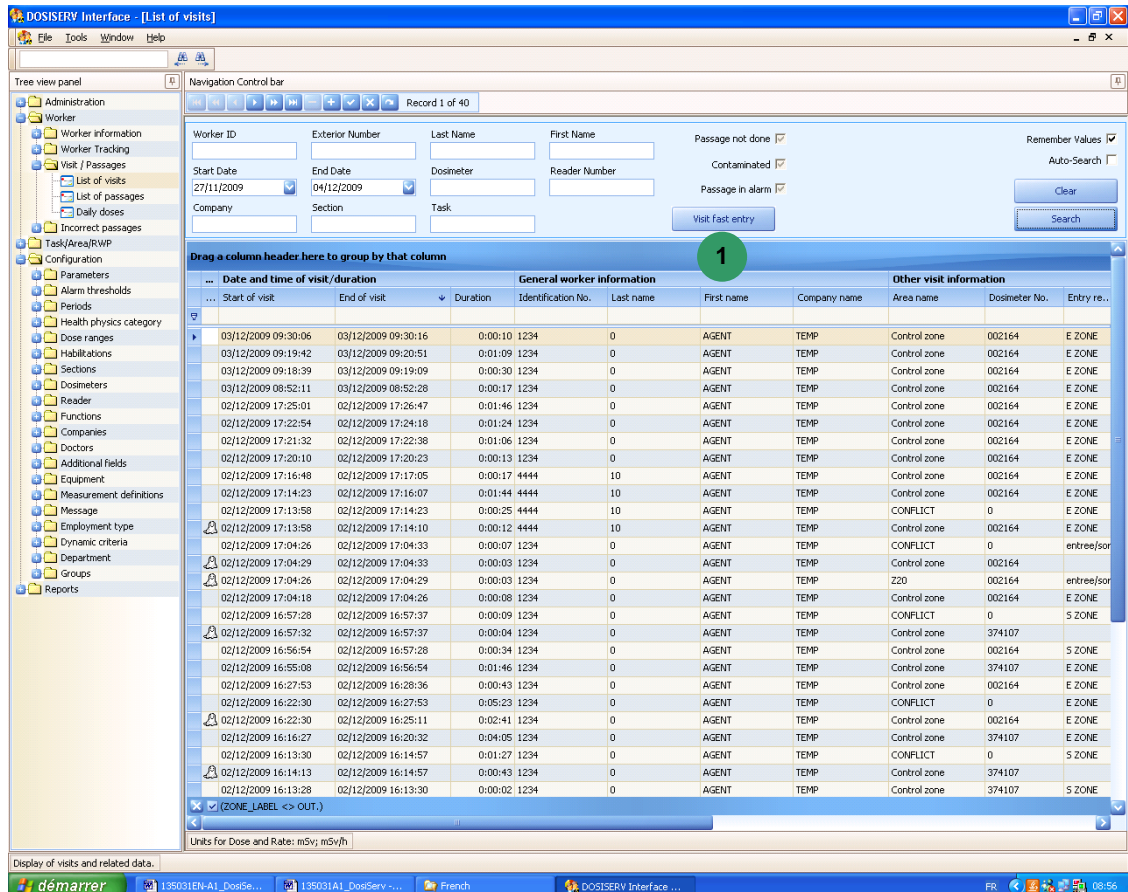 DOSISERV Interface - [List of visits]
File Tools Window Help
Tree view panel
Navigation Control bar
Administration
Worker
Worker information
Worker Tracking
Visit / Passages
List of visits
List of passages
Daily doses
Incorrect passages
Task/Area/RWP
Configuration
Parameters
Alarm thresholds
Periods
Health physics category
Dose ranges
Habilitations
Sections
Dosimeters
Reader
Functions
Companies
Doctors
Additional fields
Equipment
Measurement definitions
Message
Employment type
Dynamic criteria
Department
Groups
Reports
Record 1 of 40
Worker ID Exterior Number Last Name First Name Passage not done Remember Values
Contaminated Auto-Search
Start Date End Date Dosimeter Reader Number
27/11/2009 04/12/2009 Passage in alarm Clear
Company Section Task
Visit fast entry Search
Drag a column header here to group by that column
1
... Date and time of visit/duration General worker information Other visit information
... Start of visit End of visit Duration Identification No. Last name First name Company name Area name Dosimeter No. Entry re...
03/12/2009 09:30:06 03/12/2009 09:30:16 0:00:10 1234 0 AGENT TEMP Control zone 002164 E ZONE
03/12/2009 09:19:42 03/12/2009 09:20:51 0:01:09 1234 0 AGENT TEMP Control zone 002164 E ZONE
03/12/2009 09:18:39 03/12/2009 09:19:09 0:00:30 1234 0 AGENT TEMP Control zone 002164 E ZONE
03/12/2009 08:52:11 03/12/2009 08:52:28 0:00:17 1234 0 AGENT TEMP Control zone 002164 E ZONE
02/12/2009 17:25:01 02/12/2009 17:26:47 0:01:46 1234 0 AGENT TEMP Control zone 002164 E ZONE
02/12/2009 17:22:54 02/12/2009 17:24:18 0:01:24 1234 0 AGENT TEMP Control zone 002164 E ZONE
02/12/2009 17:21:32 02/12/2009 17:22:38 0:01:06 1234 0 AGENT TEMP Control zone 002164 E ZONE
02/12/2009 17:20:10 02/12/2009 17:20:23 0:00:13 1234 0 AGENT TEMP Control zone 002164 E ZONE
02/12/2009 17:16:48 02/12/2009 17:17:05 0:00:17 4444 10 AGENT TEMP Control zone 002164 E ZONE
02/12/2009 17:14:23 02/12/2009 17:16:07 0:01:44 4444 10 AGENT TEMP Control zone 002164 E ZONE
02/12/2009 17:13:58 02/12/2009 17:14:23 0:00:25 4444 10 AGENT TEMP CONFLICT 0 E ZONE
02/12/2009 17:13:58 02/12/2009 17:14:10 0:00:12 4444 10 AGENT TEMP Control zone 002164 E ZONE
02/12/2009 17:04:26 02/12/2009 17:04:33 0:00:07 1234 0 AGENT TEMP CONFLICT 0 entree/sor
02/12/2009 17:04:29 02/12/2009 17:04:33 0:00:03 1234 0 AGENT TEMP Control zone 002164
02/12/2009 17:04:26 02/12/2009 17:04:29 0:00:03 1234 0 AGENT TEMP Z20 002164 entree/sor
02/12/2009 17:04:18 02/12/2009 17:04:26 0:00:08 1234 0 AGENT TEMP Control zone 002164 E ZONE
02/12/2009 16:57:28 02/12/2009 16:57:37 0:00:09 1234 0 AGENT TEMP CONFLICT 0 S ZONE
02/12/2009 16:57:32 02/12/2009 16:57:37 0:00:04 1234 0 AGENT TEMP Control zone 374107
02/12/2009 16:56:54 02/12/2009 16:57:28 0:00:34 1234 0 AGENT TEMP Control zone 002164 S ZONE
02/12/2009 16:55:08 02/12/2009 16:56:54 0:01:46 1234 0 AGENT TEMP Control zone 374107 E ZONE
02/12/2009 16:27:53 02/12/2009 16:28:36 0:00:43 1234 0 AGENT TEMP Control zone 002164 E ZONE
02/12/2009 16:22:30 02/12/2009 16:27:53 0:05:23 1234 0 AGENT TEMP CONFLICT 0 E ZONE
02/12/2009 16:22:30 02/12/2009 16:25:11 0:02:41 1234 0 AGENT TEMP Control zone 002164 E ZONE
02/12/2009 16:16:27 02/12/2009 16:20:32 0:04:05 1234 0 AGENT TEMP Control zone 374107 E ZONE
02/12/2009 16:13:30 02/12/2009 16:14:57 0:01:27 1234 0 AGENT TEMP CONFLICT 0 S ZONE
02/12/2009 16:14:13 02/12/2009 16:14:57 0:00:43 1234 0 AGENT TEMP Control zone 374107
02/12/2009 16:13:28 02/12/2009 16:13:30 0:00:02 1234 0 AGENT TEMP Control zone 374107 S ZONE
(ZONE_LABEL <> OUT.)
Units for Dose and Rate: mSv; mSv/h
Display of visits and related data.
démarrer 135031EN-A1_DosiSe... 135031A1_DosiServ -... French DOSISERV Interface ... FR 08:56